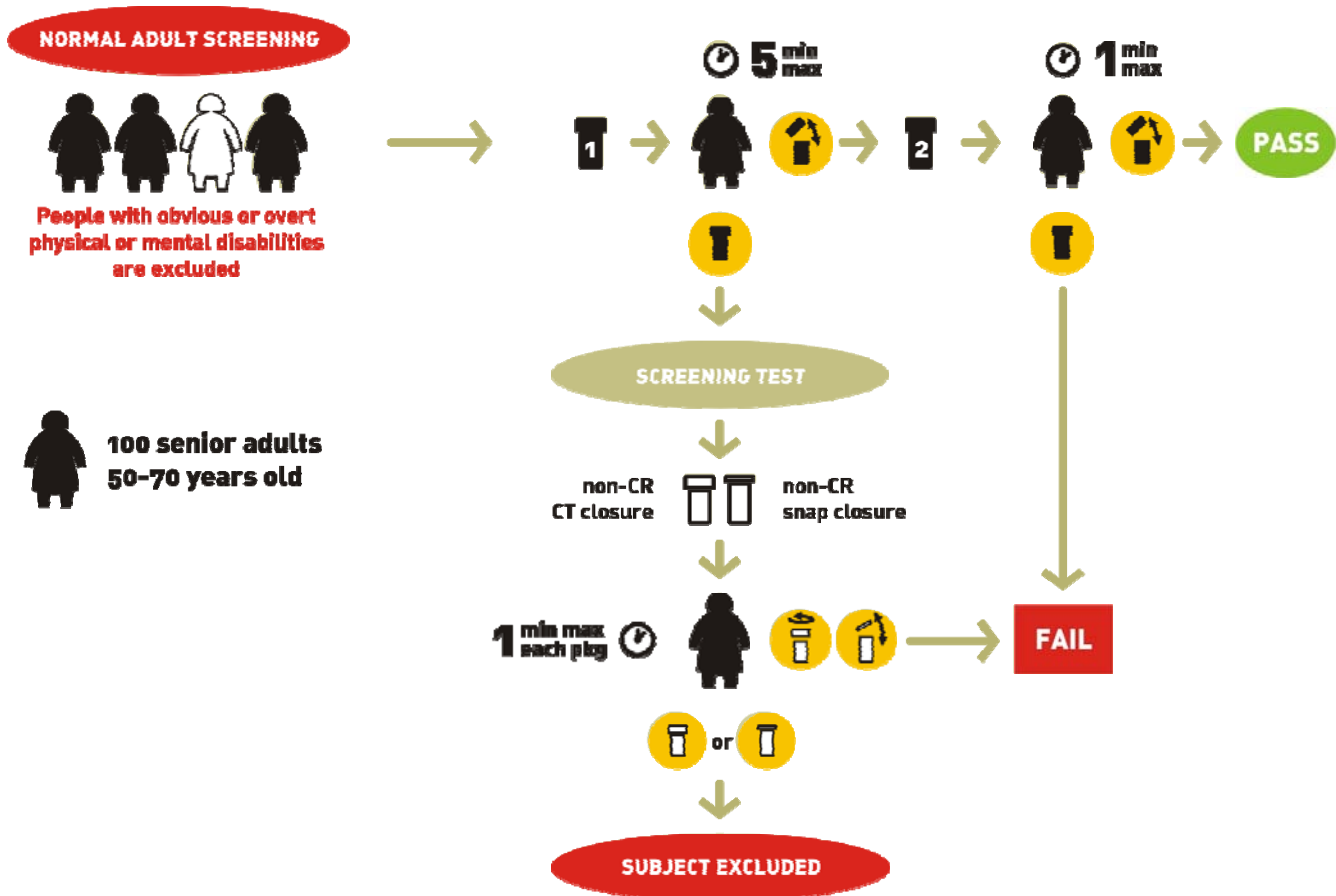 NORMAL ADULT SCREENING
People with obvious or overt
physical or mental disabilities
are excluded
5 min
max
1 min
max
1
2
PASS
SCREENING TEST
100 senior adults
50-70 years old
non-CR
CT closure
non-CR
snap closure
1 min max
each pkg
FAIL
or
SUBJECT EXCLUDED